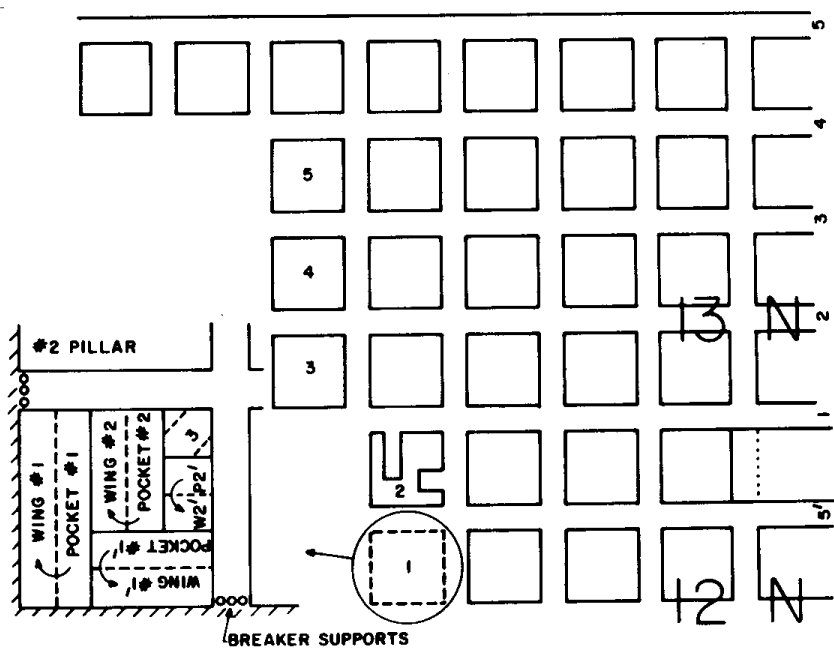 5
4
5
3
4
13 N
2
#2 PILLAR
3
1
WING #1
POCKET #1
WING #2
POCKET #2
3
W2' P2'
POCKET #1'
WING #1'
2
5'
1
12 N
BREAKER SUPPORTS